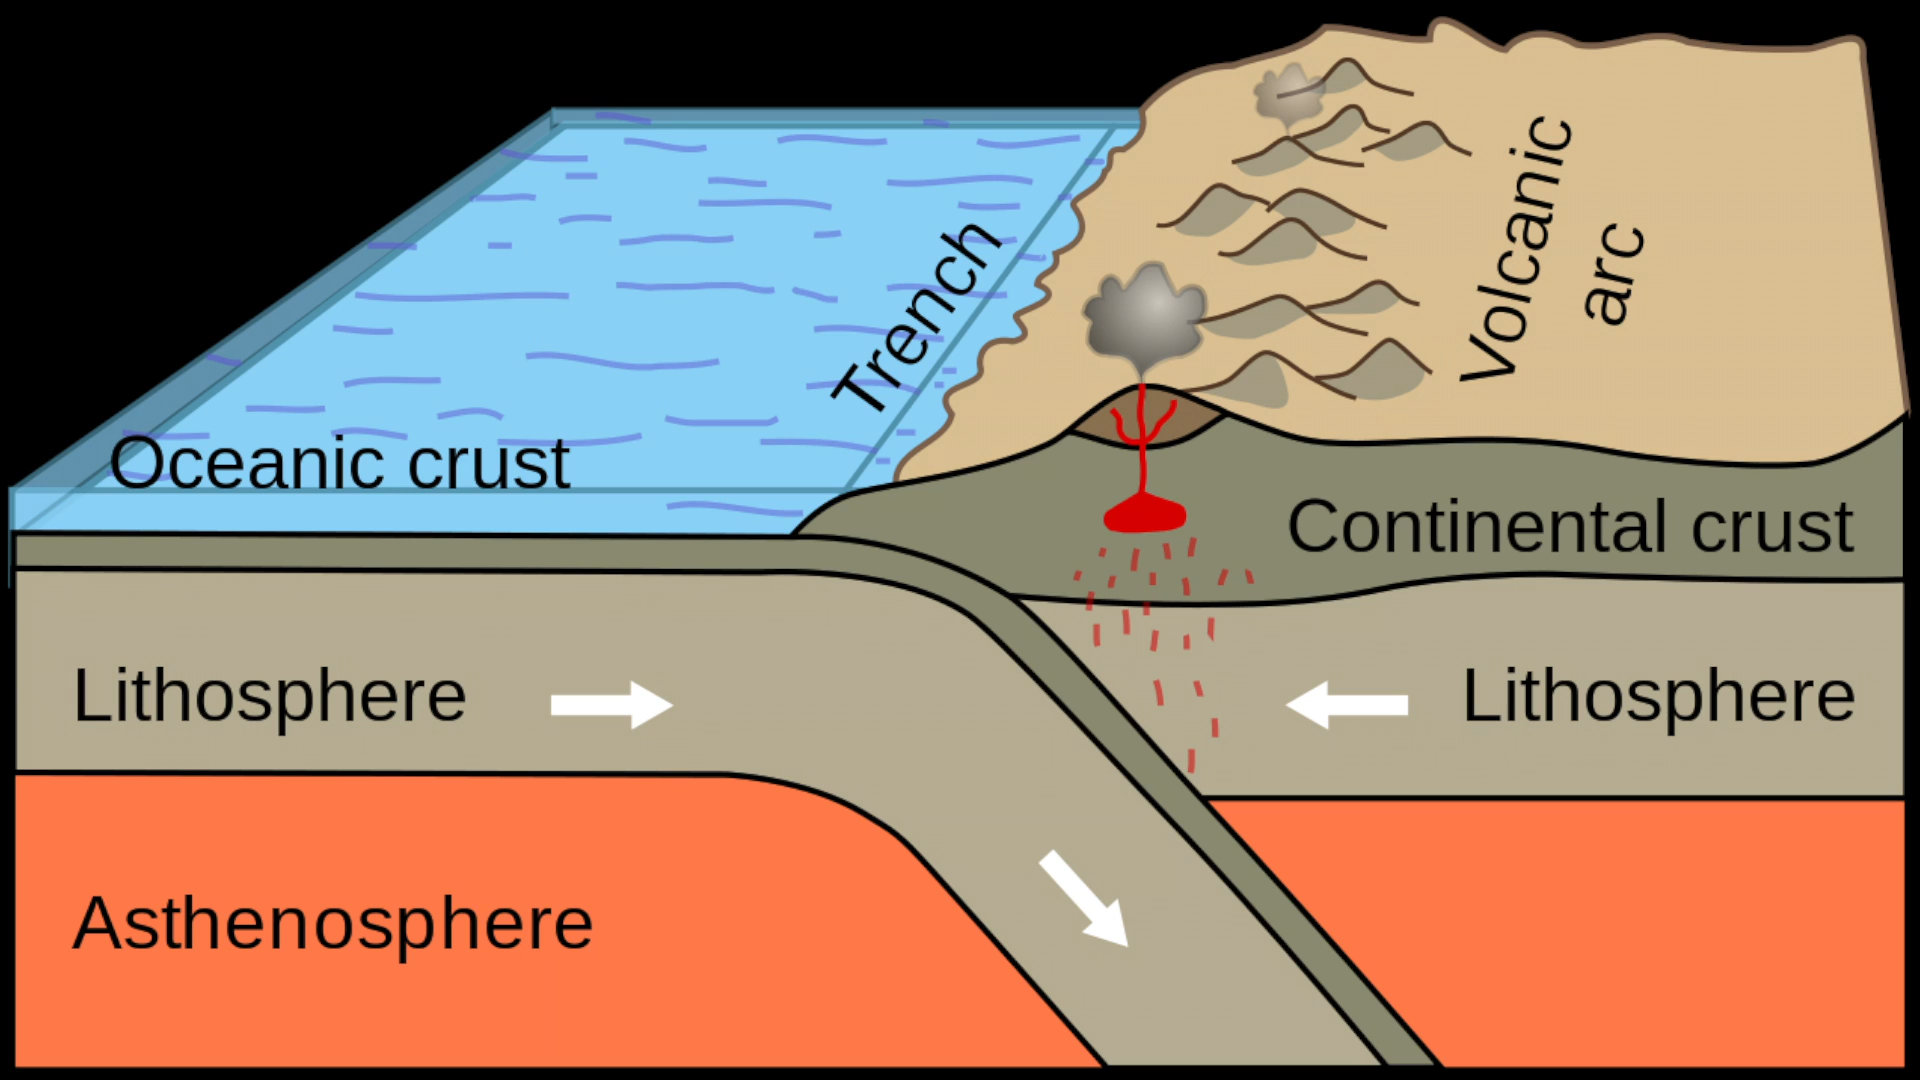 Volcanic
arc
Trench
Oceanic crust
Continental crust
Lithosphere
Lithosphere
Asthenosphere